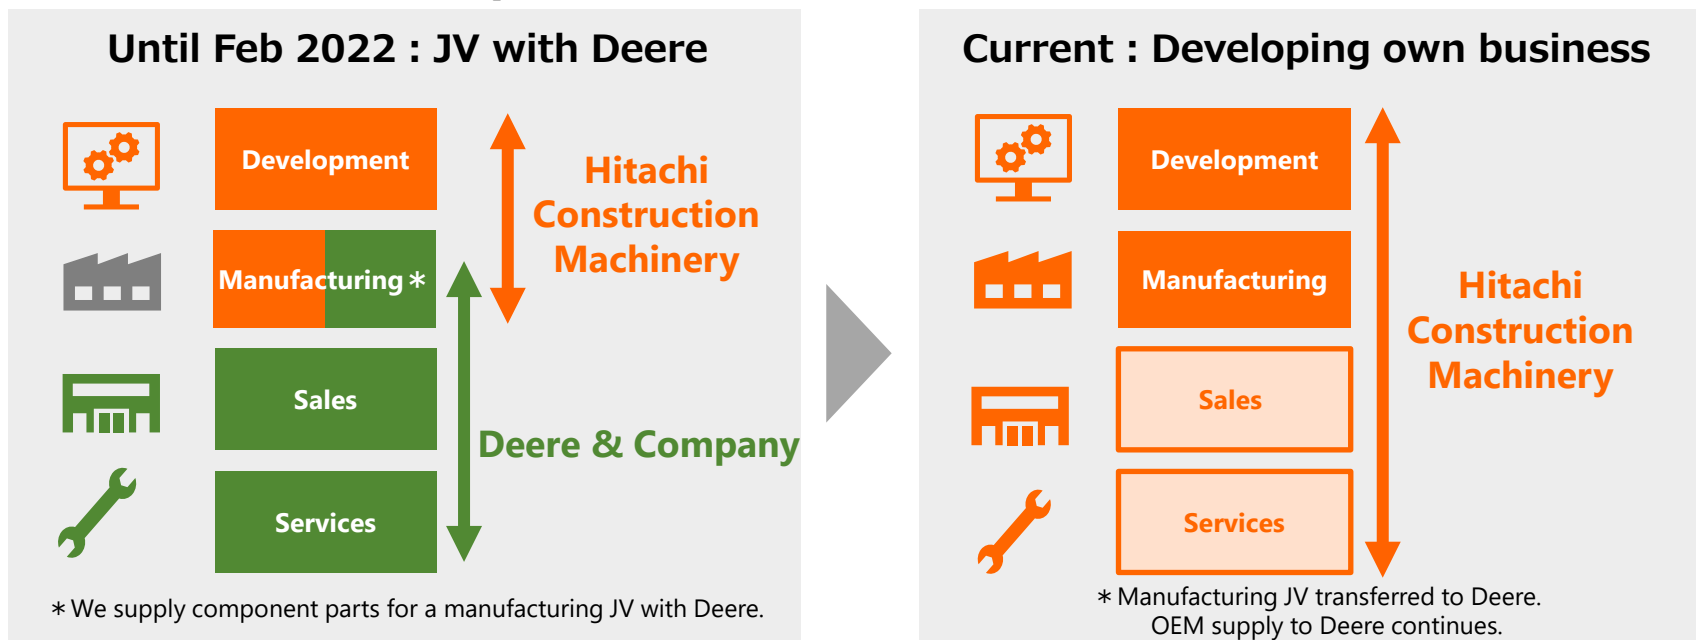 Until Feb 2022 : JV with Deere
Development
Hitachi
Construction
Machinery
Manufacturing＊
Sales
Deere & Company
Services
＊We supply component parts for a manufacturing JV with Deere.
Current : Developing own business
Development
Manufacturing
Hitachi
Construction
Machinery
Sales
Services
＊Manufacturing JV transferred to Deere.
OEM supply to Deere continues.